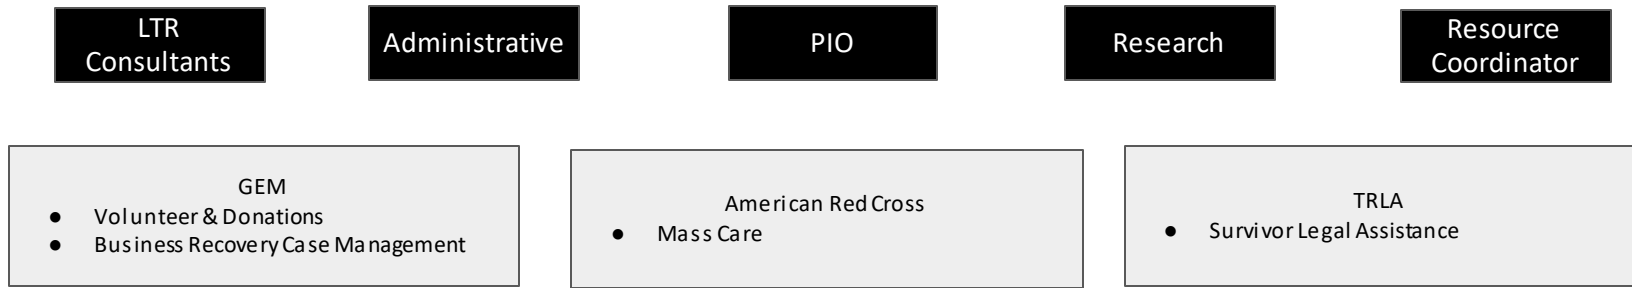 LTR
Consultants
Administrative
PIO
Research
Resource
Coordinator
GEM
● Volunteer & Donations
● Business Recovery Case Management
American Red Cross
● Mass Care
TRLA
● Survivor Legal Assistance